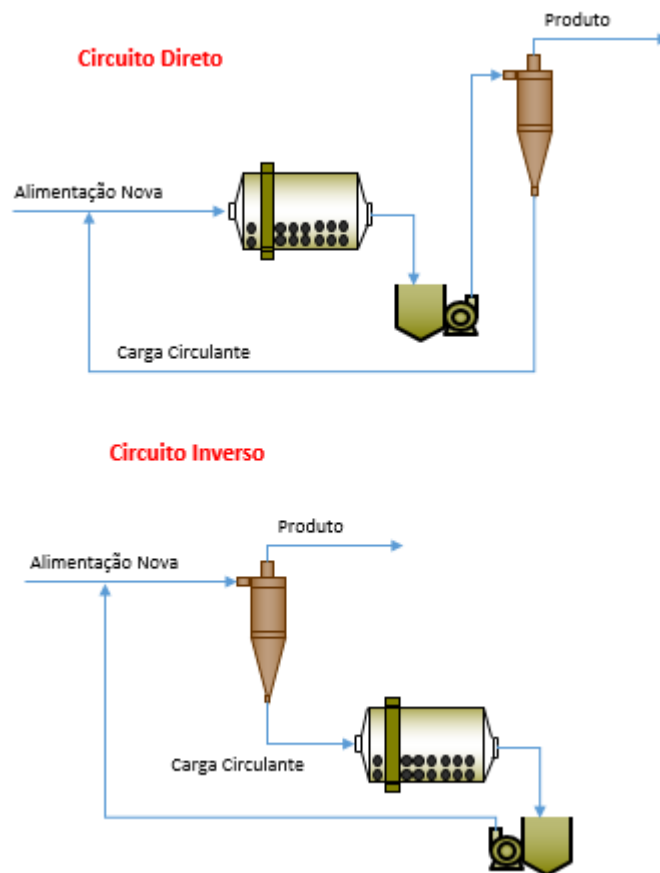 Produto
Circuito Direto
Alimentação Nova
Carga Circulante
Circuito Inverso
Produto
Alimentação Nova
Carga Circulante